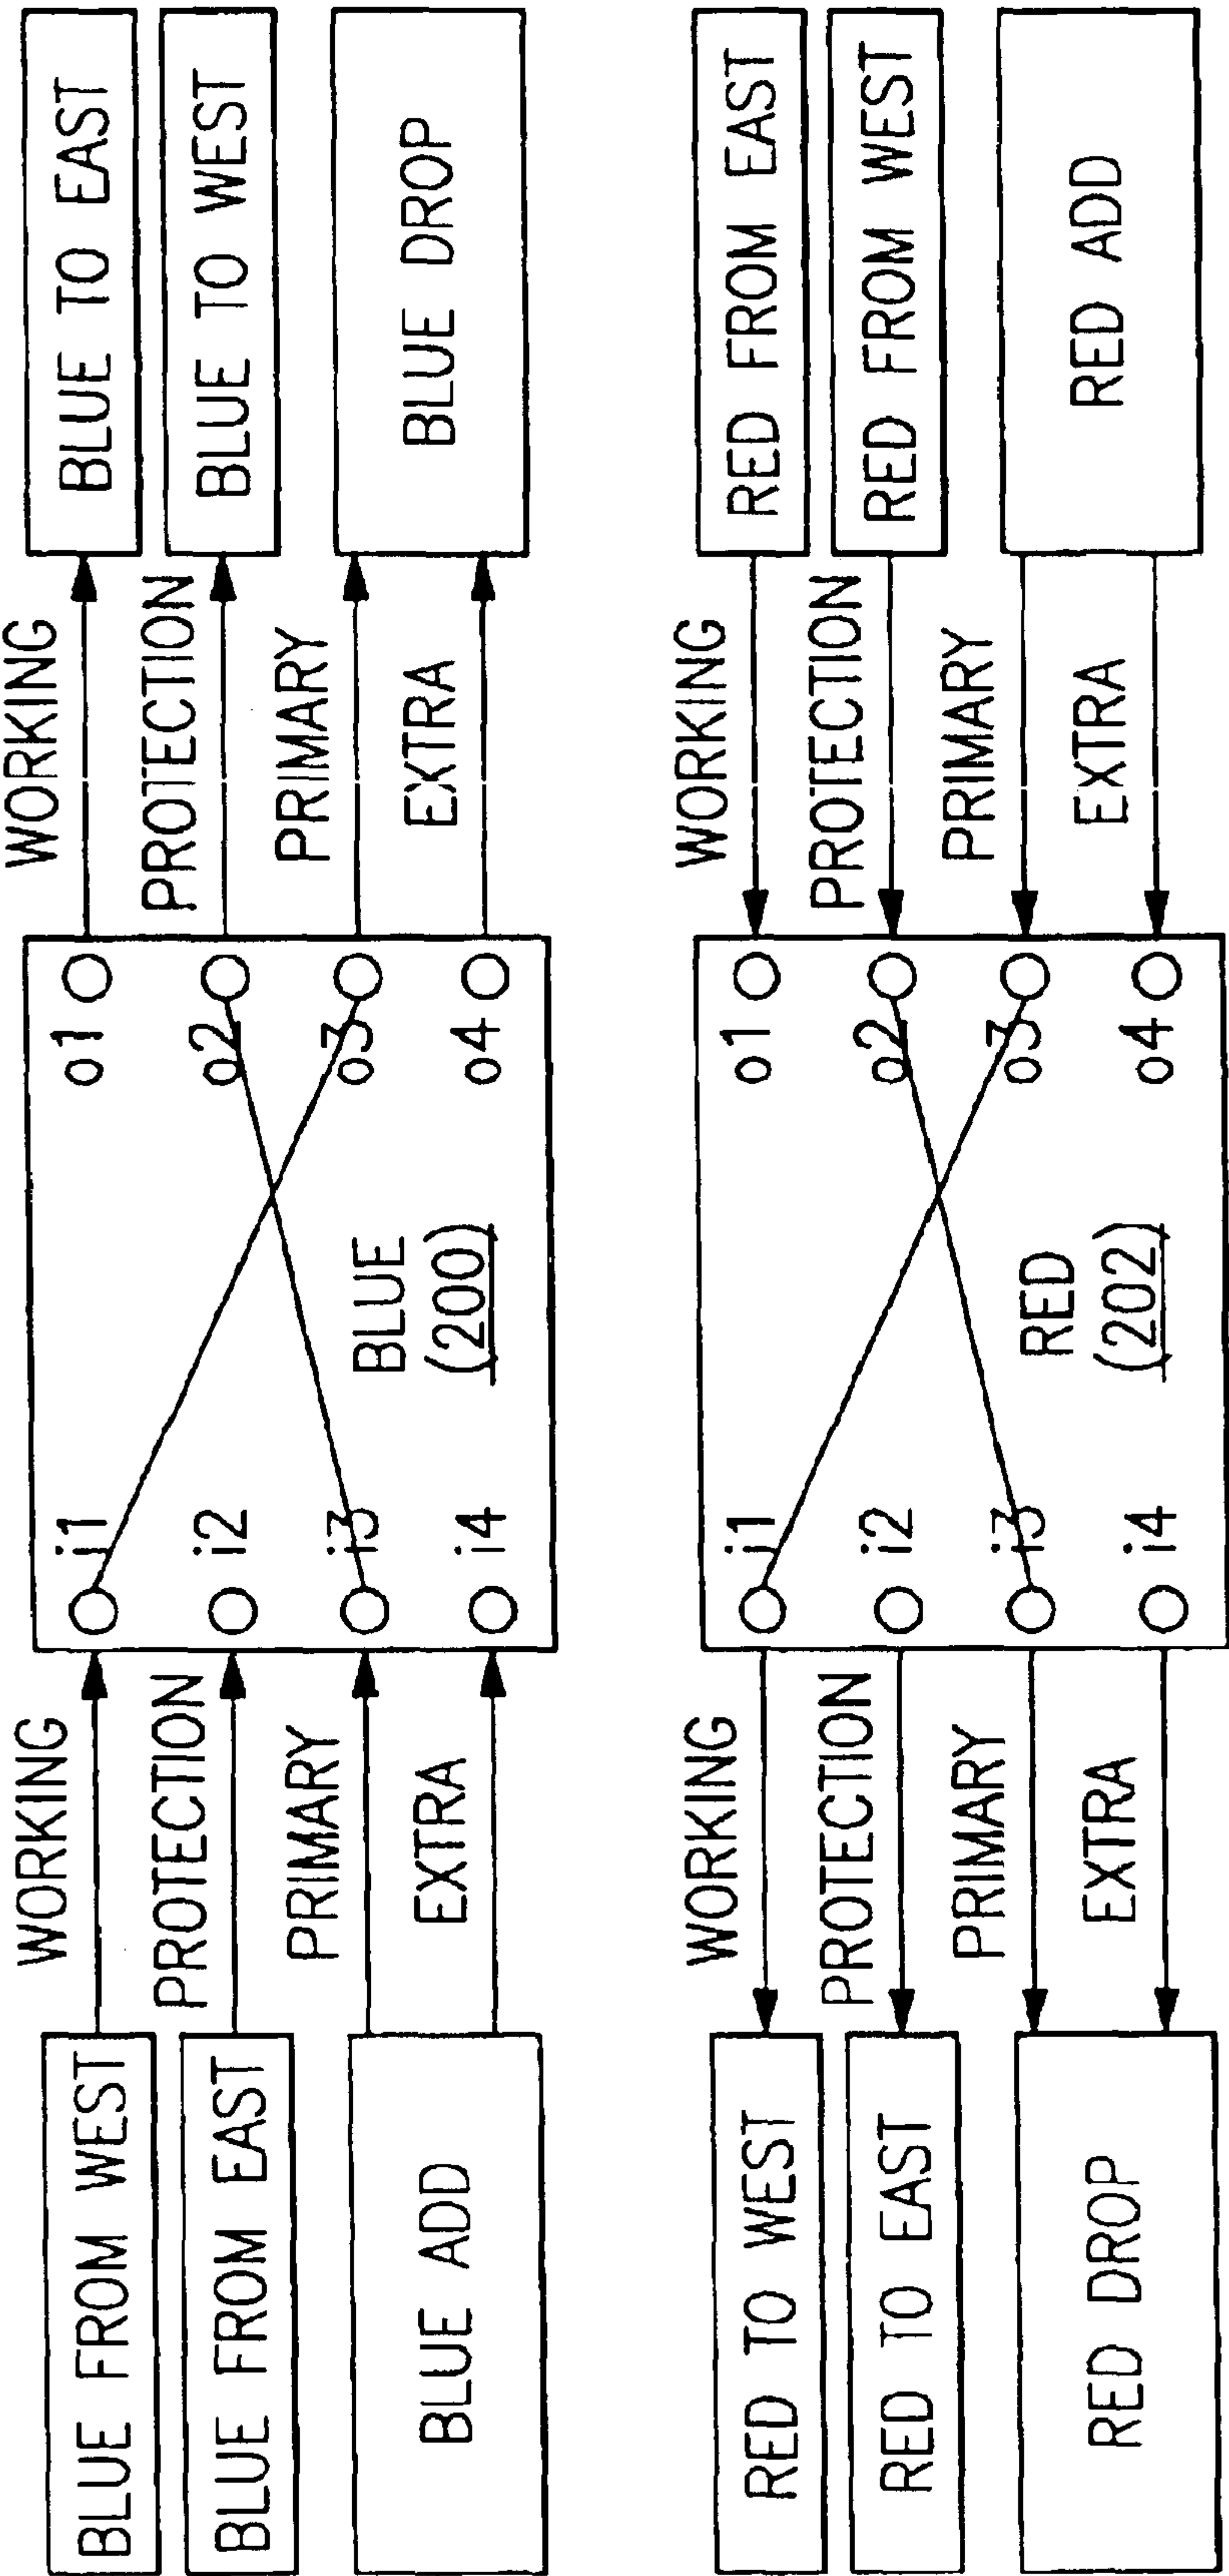 BLUE FROM WEST
BLUE FROM EAST
BLUE ADD
WORKING
PROTECTION
PRIMARY
EXTRA
i1
i2
i3
i4
BLUE
(200)
o1
o2
o3
o4
WORKING
PROTECTION
PRIMARY
EXTRA
BLUE TO EAST
BLUE TO WEST
BLUE DROP
RED TO WEST
RED TO EAST
RED DROP
WORKING
PROTECTION
PRIMARY
EXTRA
i1
i2
i3
i4
RED
(202)
o1
o2
o3
o4
WORKING
PROTECTION
PRIMARY
EXTRA
RED FROM EAST
RED FROM WEST
RED ADD